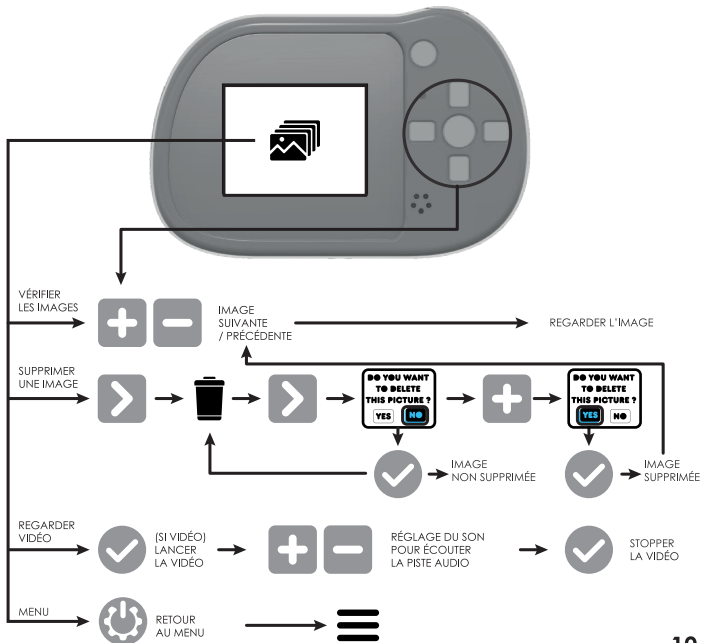 VÉRIFIER
LES IMAGES
IMAGE
SUIVANTE
/ PRÉCÉDENTE
REGARDER L'IMAGE
SUPPRIMER
UNE IMAGE
DO YOU WANT
TO DELETE
THIS PICTURE ?
YES NO
DO YOU WANT
TO DELETE
THIS PICTURE ?
YES NO
IMAGE
NON SUPPRIMÉE
IMAGE
SUPPRIMÉE
REGARDER
VIDÉO
(SI VIDÉO)
LANCER
LA VIDÉO
RÉGLAGE DU SON
POUR ÉCOUTER
LA PISTE AUDIO
STOPPER
LA VIDÉO
MENU
RETOUR
AU MENU